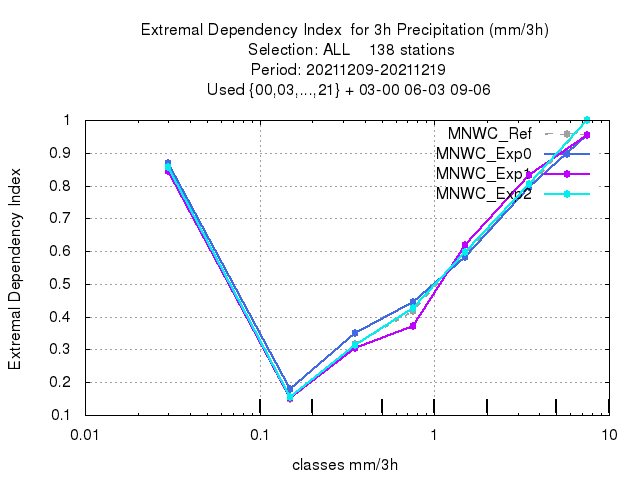 Extremal Dependency Index  for 3h Precipitation (mm/3h)
Selection: ALL    138 stations
Period: 20211209-20211219
Used {00,03,...,21} + 03-00 06-03 09-06
Extremal Dependency Index
1
0.9
0.8
0.7
0.6
0.5
0.4
0.3
0.2
0.1
MNWC_Ref
MNWC_Exp0
MNWC_Exp1
MNWC_Exp2
0.01
0.1
1
10
classes mm/3h